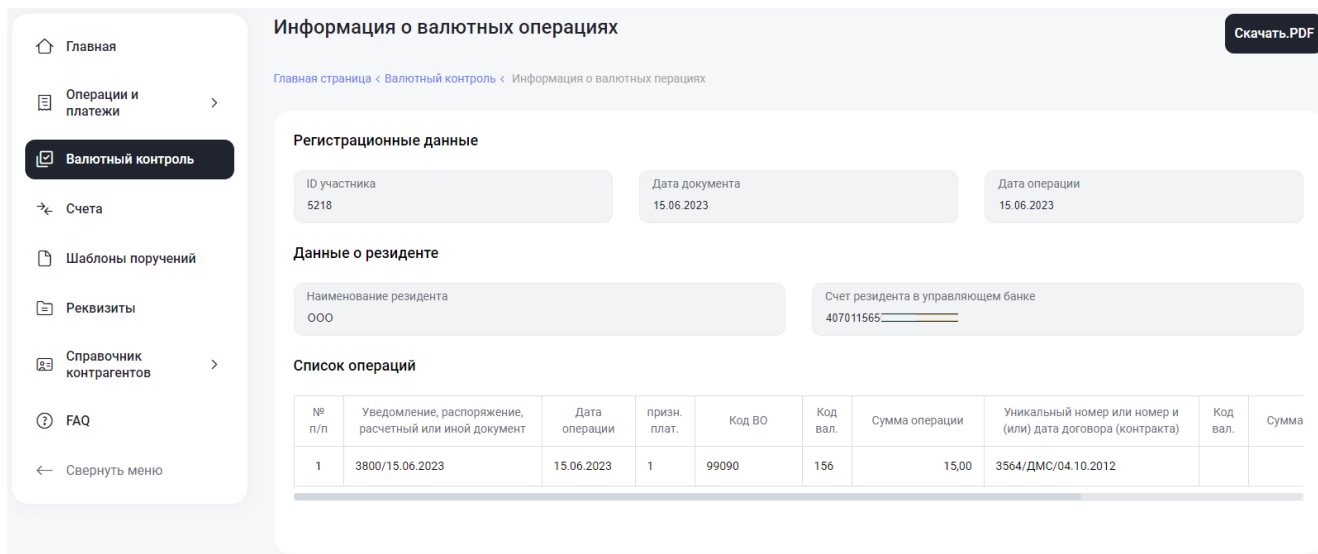 Информация о валютных операциях
Скачать.PDF
Главная страница < Валютный контроль < Информация о валютных перациях
Главная
Операции и
платежи
Валютный контроль
Счета
Шаблоны поручений
Реквизиты
Справочник
контрагентов
FAQ
Свернуть меню
Регистрационные данные
ID участника
5218
Дата документа
15.06.2023
Дата операции
15.06.2023
Данные о резиденте
Наименование резидента
ООО
Счет резидента в управляющем банке
407011565
Список операций
№
п/п
Уведомление, распоряжение,
расчетный или иной документ
Дата
операции
призн.
плат.
Код ВО
Код
вал.
Сумма операции
Уникальный номер или номер и
(или) дата договора (контракта)
Код
вал.
Сумма
1
3800/15.06.2023
15.06.2023
1
99090
156
15,00
3564/ДМС/04.10.2012